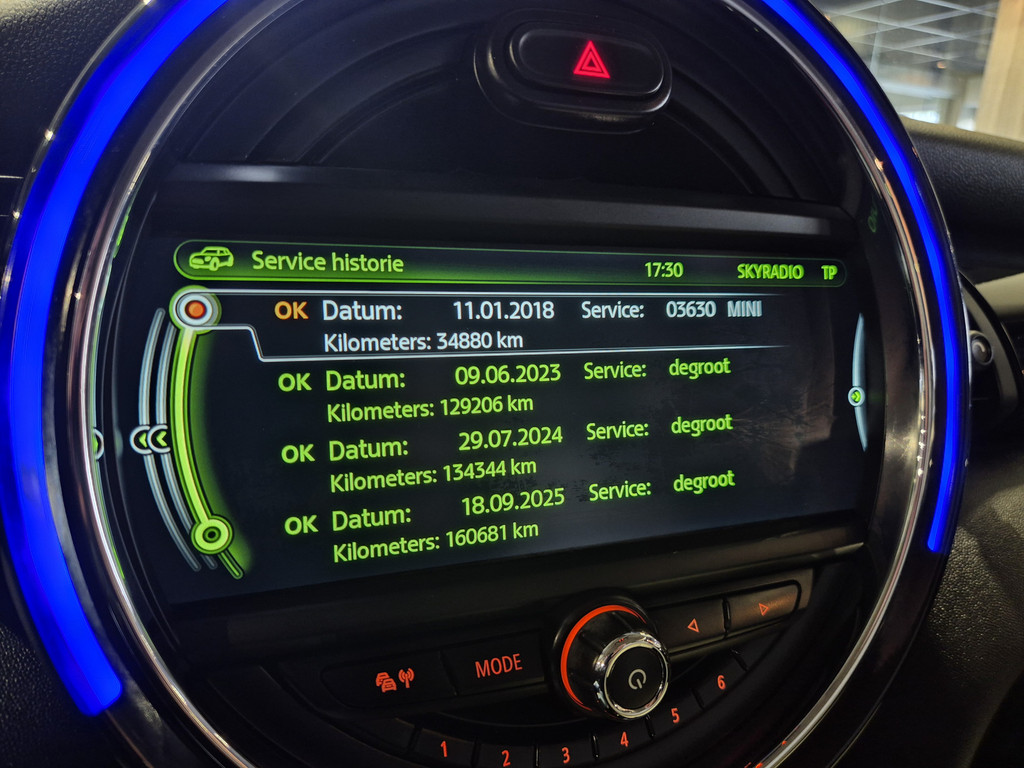 Service historie 17:30 SKYRADIO TP
OK Datum: 11.01.2018 Service: 03630 MINI
Kilometers: 34880 km
OK Datum: 09.06.2023 Service: degroot
Kilometers: 129206 km
OK Datum: 29.07.2024 Service: degroot
Kilometers: 134344 km
OK Datum: 18.09.2025 Service: degroot
Kilometers: 160681 km
MODE
1 2 3 4 5 6